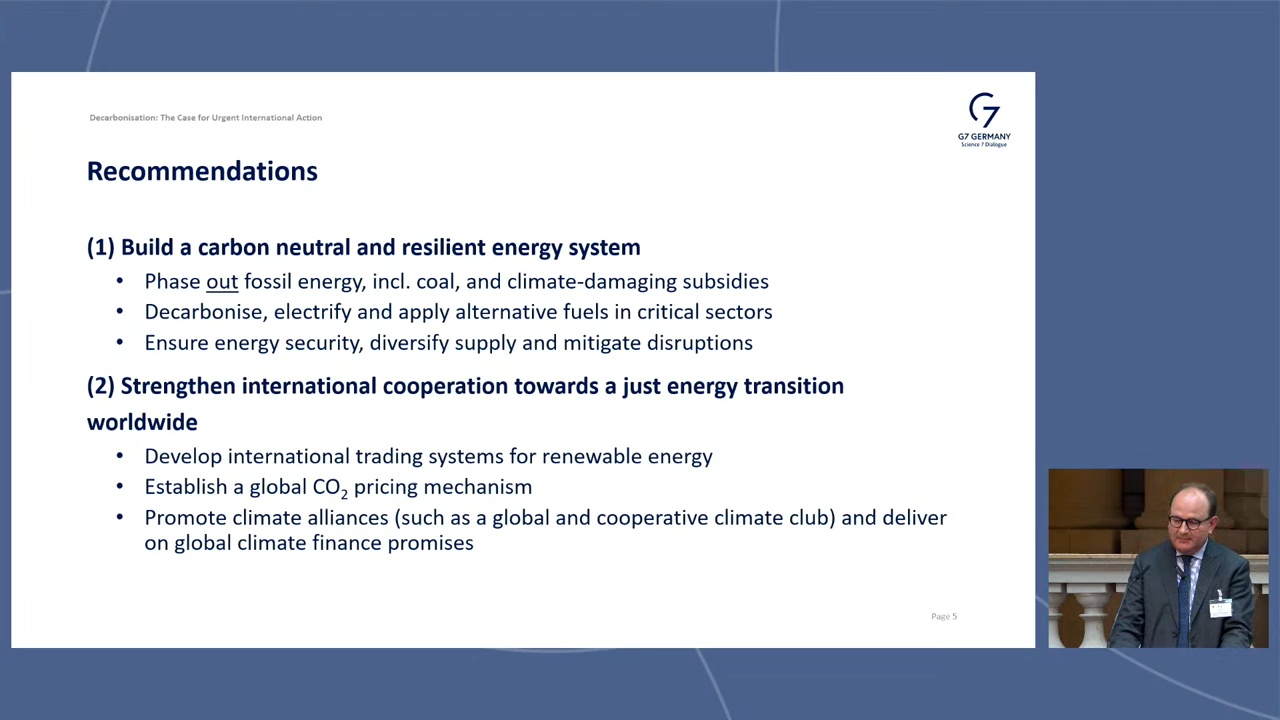 Decarbonisation: The Case for Urgent International Action
G7 GERMANY
Science 7 Dialogue
Recommendations
(1) Build a carbon neutral and resilient energy system
• Phase out fossil energy, incl. coal, and climate-damaging subsidies
• Decarbonise, electrify and apply alternative fuels in critical sectors
• Ensure energy security, diversify supply and mitigate disruptions
(2) Strengthen international cooperation towards a just energy transition
worldwide
• Develop international trading systems for renewable energy
• Establish a global CO₂ pricing mechanism
• Promote climate alliances (such as a global and cooperative climate club) and deliver
on global climate finance promises
Page 5